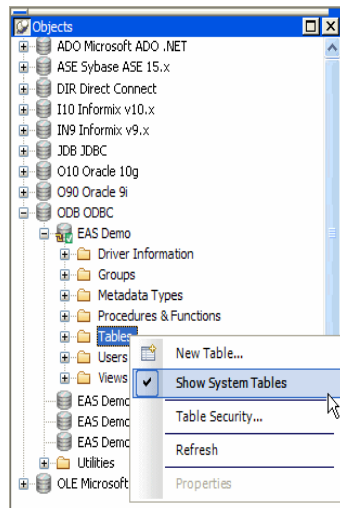 Objects
ADO Microsoft ADO .NET
ASE Sybase ASE 15.x
DIR Direct Connect
I10 Informix v10.x
IN9 Informix v9.x
JDB JDBC
O10 Oracle 10g
O90 Oracle 9i
ODB ODBC
EAS Demo
Driver Information
Groups
Metadata Types
Procedures & Functions
Tables
Users
Views
EAS Demo
EAS Demo
EAS Demo
Utilities
OLE Microsoft
New Table...
Show System Tables
Table Security...
Refresh
Properties